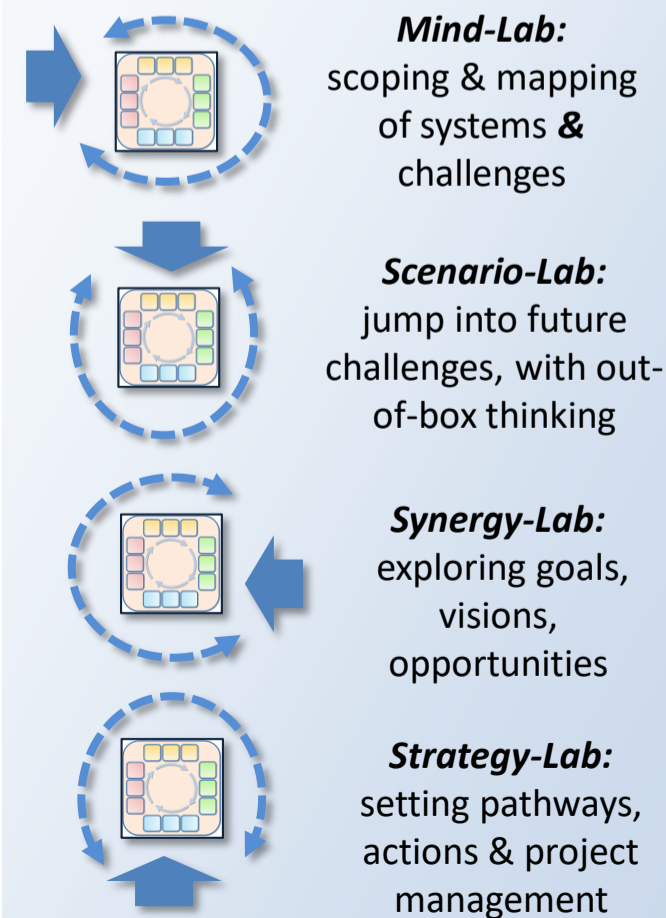 Mind-Lab:
scoping & mapping
of systems &
challenges
Scenario-Lab:
jump into future
challenges, with out-
of-box thinking
Synergy-Lab:
exploring goals,
visions,
opportunities
Strategy-Lab:
setting pathways,
actions & project
management